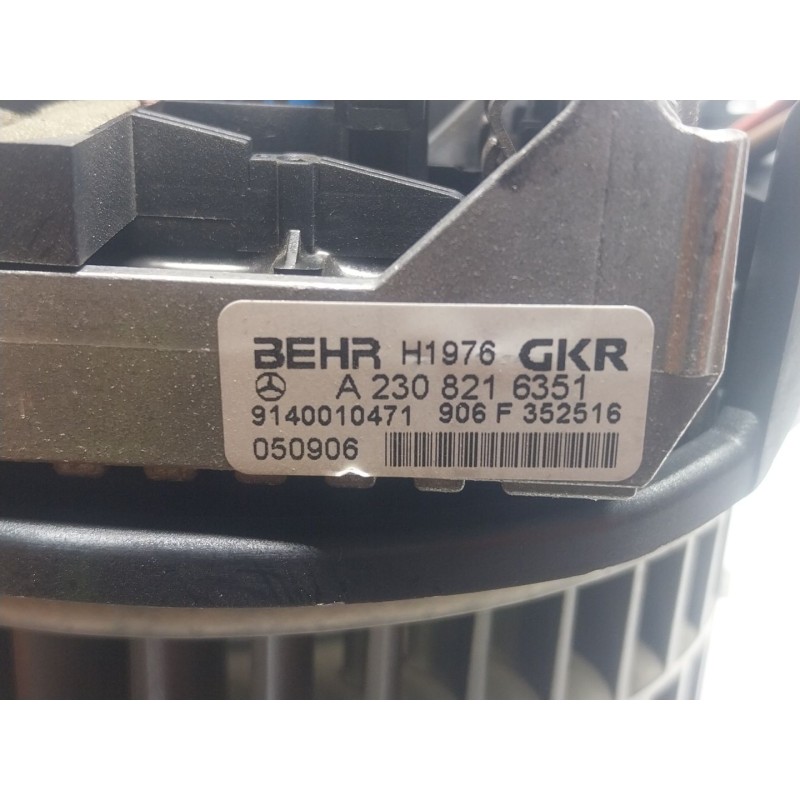 BEHR H1976 GKR
A 230 821 6351
9140010471 906 F 352516
050906